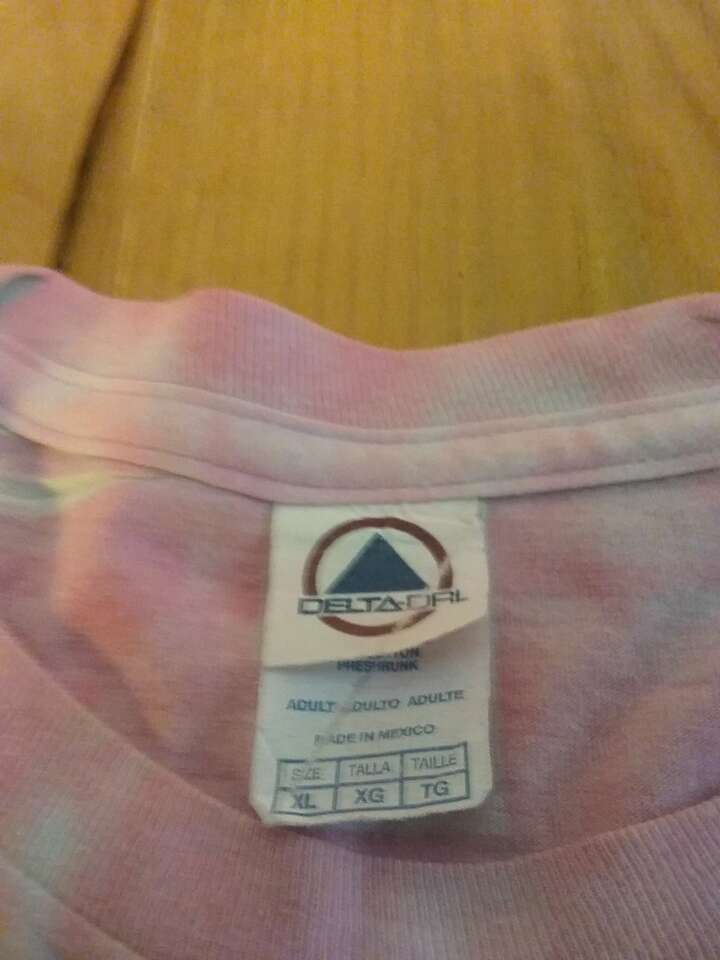 DELTA-DRI
PRESHRUNK
ADULT ADULTO ADULTE
MADE IN MEXICO
SIZE TALLA TAILLE
XL XG TG